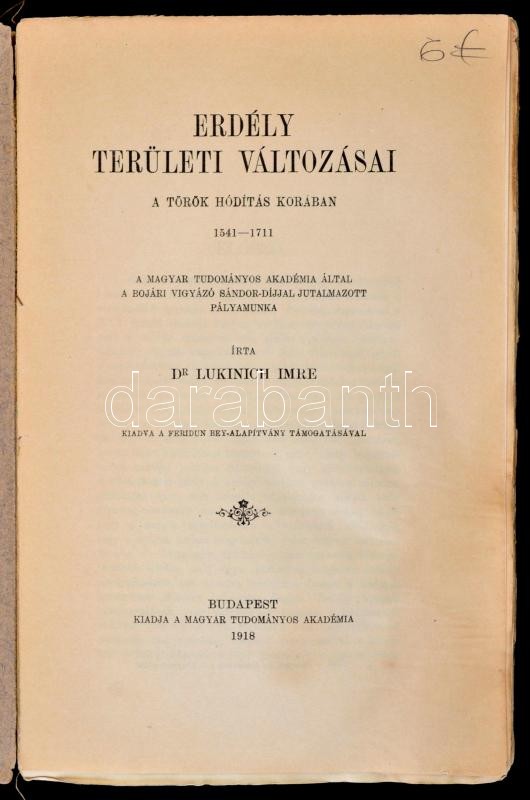 ERDÉLY
TERÜLETI VÁLTOZÁSAI
A TÖRÖK HÓDÍTÁS KORÁBAN
1541—1711
A MAGYAR TUDOMÁNYOS AKADÉMIA ÁLTAL
A BOJÁRI VIGYÁZÓ SÁNDOR-DÍJJAL JUTALMAZOTT
PÁLYAMUNKA
ÍRTA
DR LUKINICH IMRE
darabanth
KIADVA A FERIDUN BEY-ALAPÍTVÁNY TÁMOGATÁSÁVAL
BUDAPEST
KIADJA A MAGYAR TUDOMÁNYOS AKADÉMIA
1918